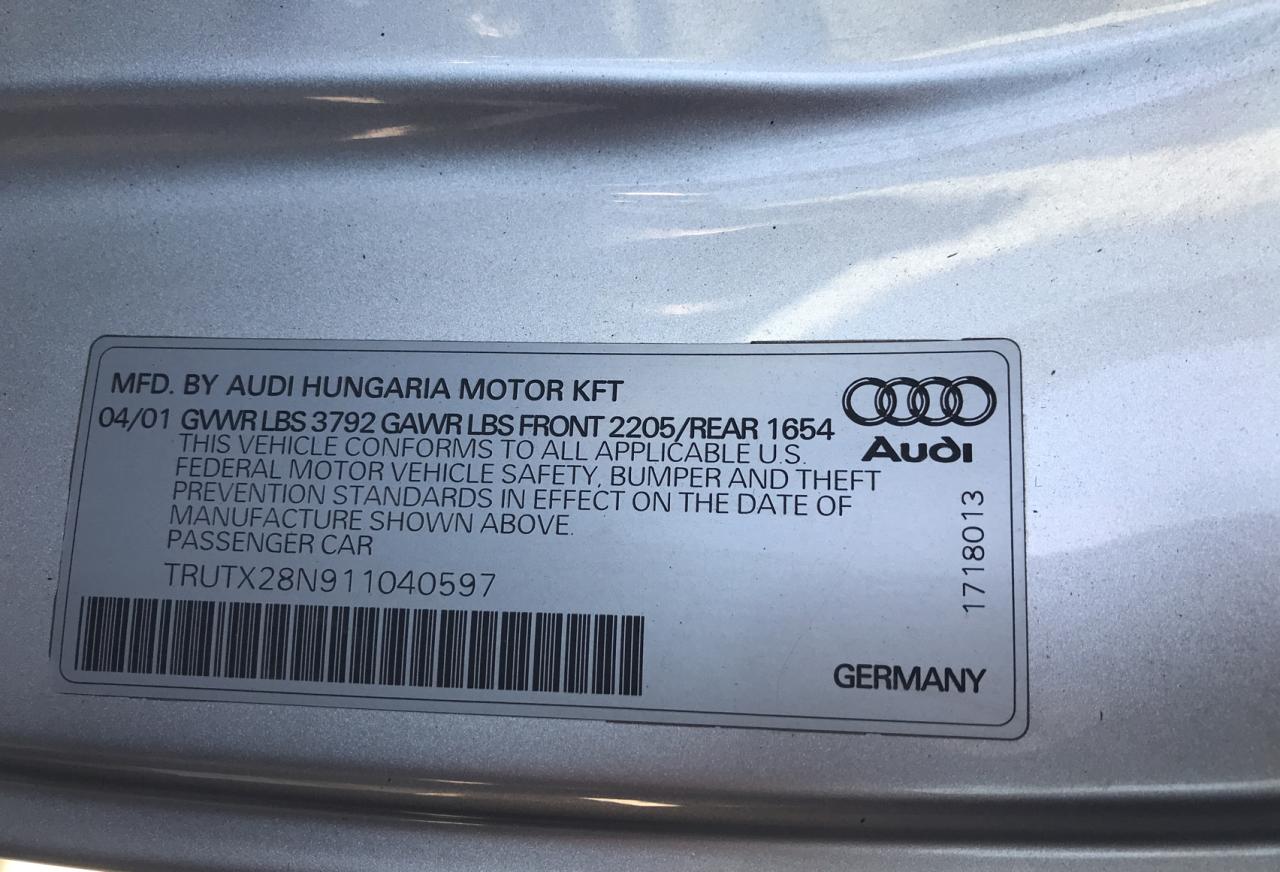 MFD. BY AUDI HUNGARIA MOTOR KFT
04/01 GVWR LBS 3792 GAWR LBS FRONT 2205/REAR 1654
THIS VEHICLE CONFORMS TO ALL APPLICABLE U.S.
FEDERAL MOTOR VEHICLE SAFETY, BUMPER AND THEFT
PREVENTION STANDARDS IN EFFECT ON THE DATE OF
MANUFACTURE SHOWN ABOVE.
PASSENGER CAR
TRUTX28N911040597
Audi
1718013
GERMANY